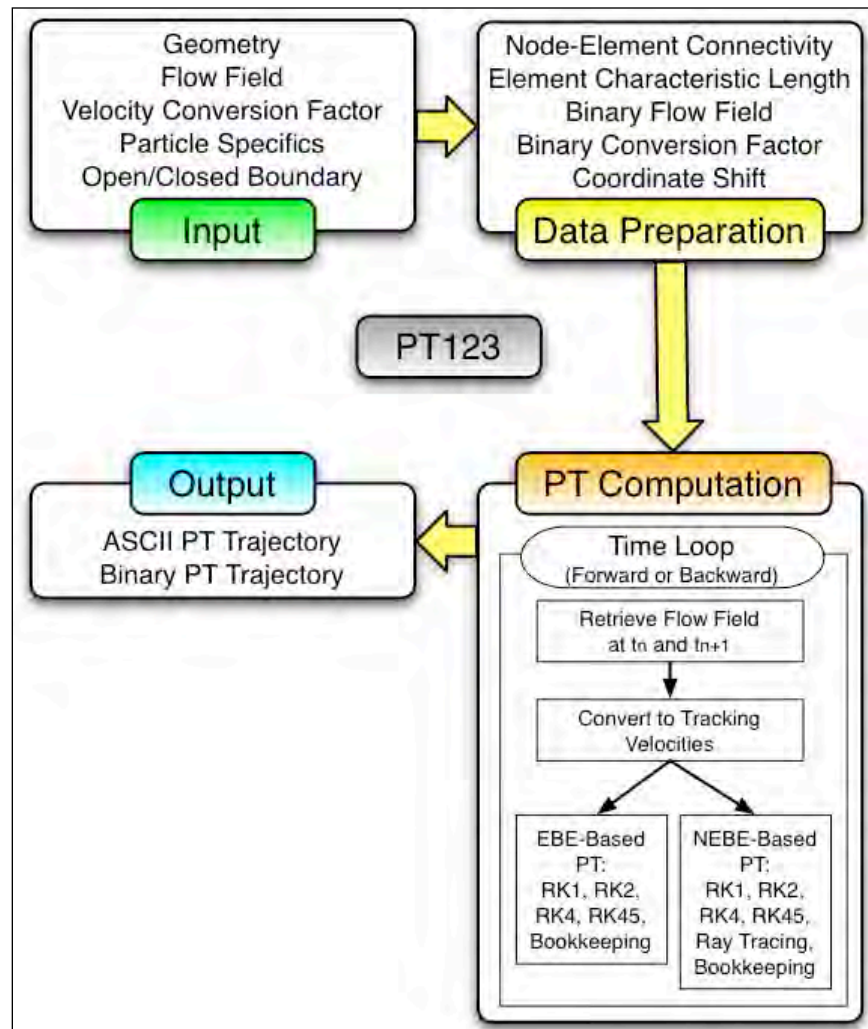 Geometry
Flow Field
Velocity Conversion Factor
Particle Specifics
Open/Closed Boundary
Input
Node-Element Connectivity
Element Characteristic Length
Binary Flow Field
Binary Conversion Factor
Coordinate Shift
Data Preparation
PT123
Output
ASCII PT Trajectory
Binary PT Trajectory
PT Computation
Time Loop
(Forward or Backward)
Retrieve Flow Field
at tn and tn+1
Convert to Tracking
Velocities
EBE-Based
PT:
RK1, RK2,
RK4, RK45,
Bookkeeping
NEBE-Based
PT:
RK1, RK2,
RK4, RK45,
Ray Tracing,
Bookkeeping